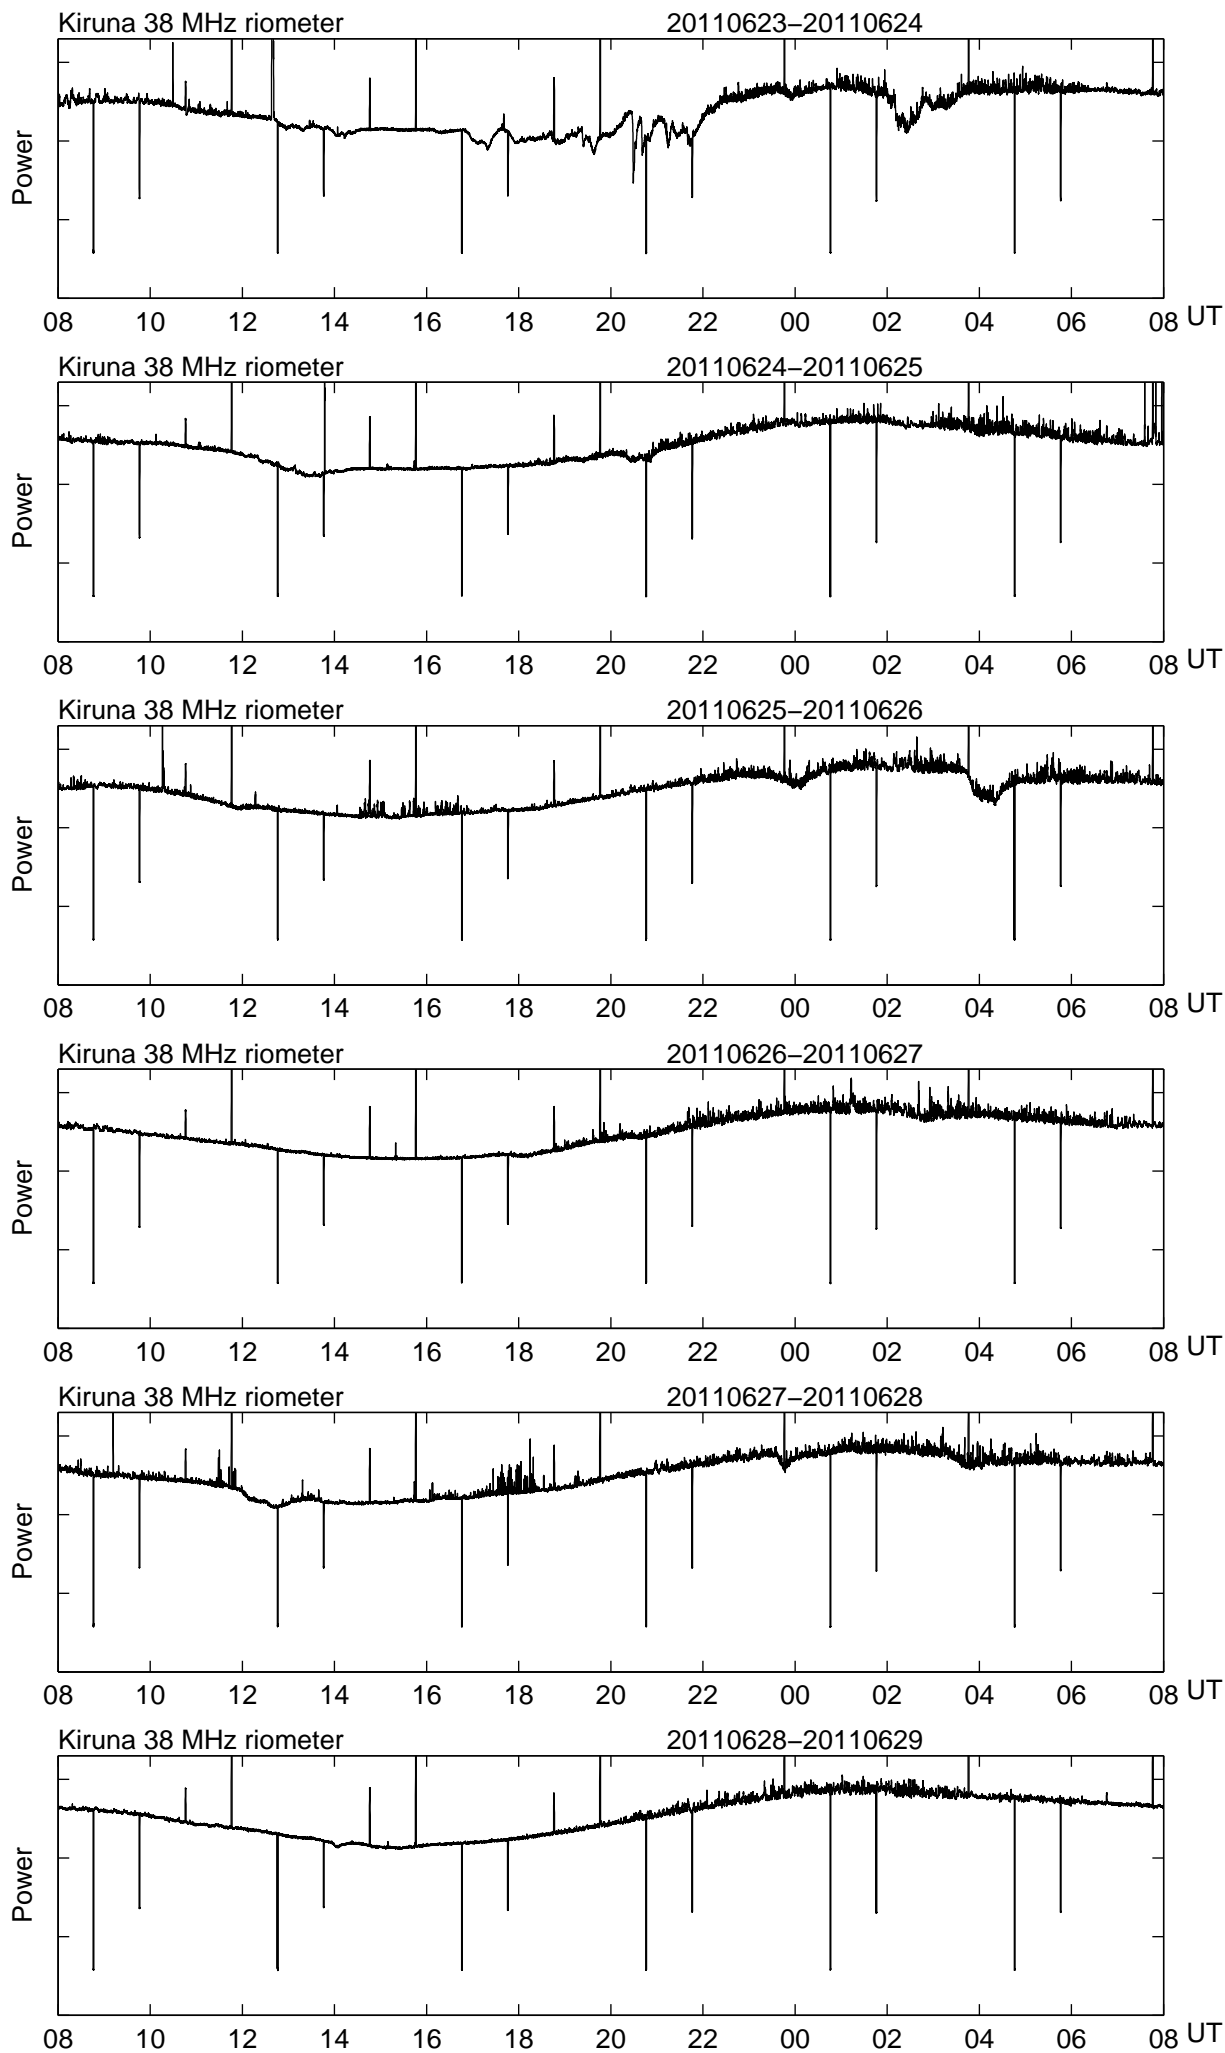 Kiruna 38 MHz riometer 20110623−20110624
Power
08 10 12 14 16 18 20 22 00 02 04 06 08 UT
Kiruna 38 MHz riometer 20110624−20110625
Power
08 10 12 14 16 18 20 22 00 02 04 06 08 UT
Kiruna 38 MHz riometer 20110625−20110626
Power
08 10 12 14 16 18 20 22 00 02 04 06 08 UT
Kiruna 38 MHz riometer 20110626−20110627
Power
08 10 12 14 16 18 20 22 00 02 04 06 08 UT
Kiruna 38 MHz riometer 20110627−20110628
Power
08 10 12 14 16 18 20 22 00 02 04 06 08 UT
Kiruna 38 MHz riometer 20110628−20110629
Power
08 10 12 14 16 18 20 22 00 02 04 06 08 UT